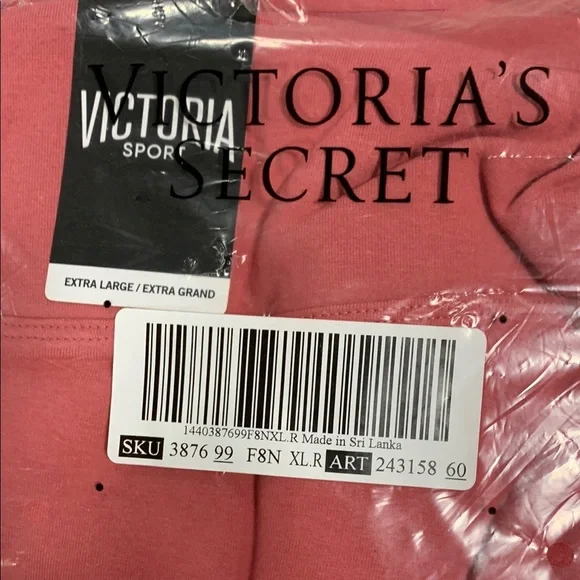 VICTORIA'S
SECRET
VICTORIA
SPORT
EXTRA LARGE / EXTRA GRAND
1440387699F8NXL.R Made in Sri Lanka
SKU 3876 99 F8N XL.R ART 243158 60